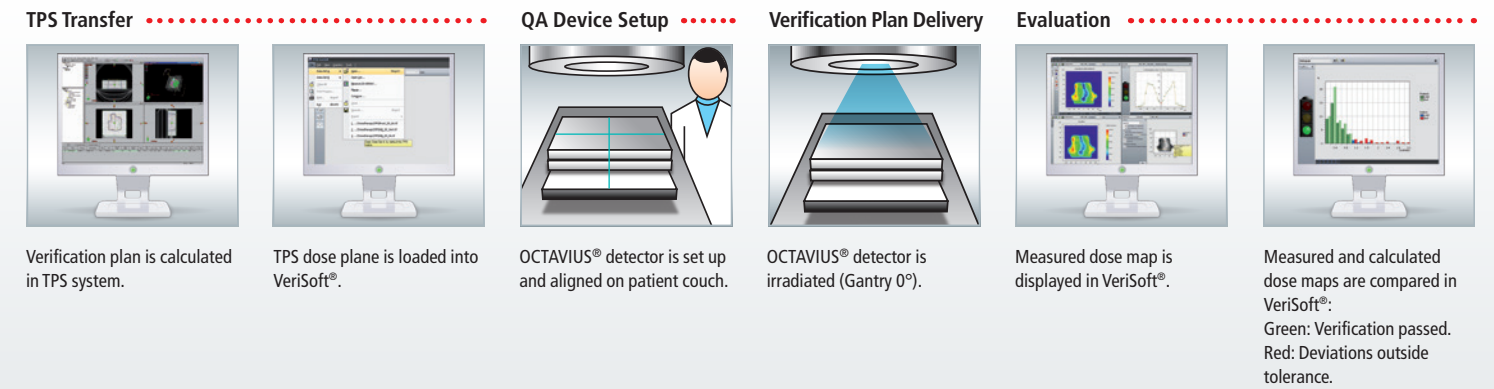 TPS Transfer
QA Device Setup
Verification Plan Delivery
Evaluation
Verification plan is calculated
in TPS system.
TPS dose plane is loaded into
VeriSoft®.
OCTAVIUS® detector is set up
and aligned on patient couch.
OCTAVIUS® detector is
irradiated (Gantry 0°).
Measured dose map is
displayed in VeriSoft®.
Measured and calculated
dose maps are compared in
VeriSoft®:
Green: Verification passed.
Red: Deviations outside
tolerance.